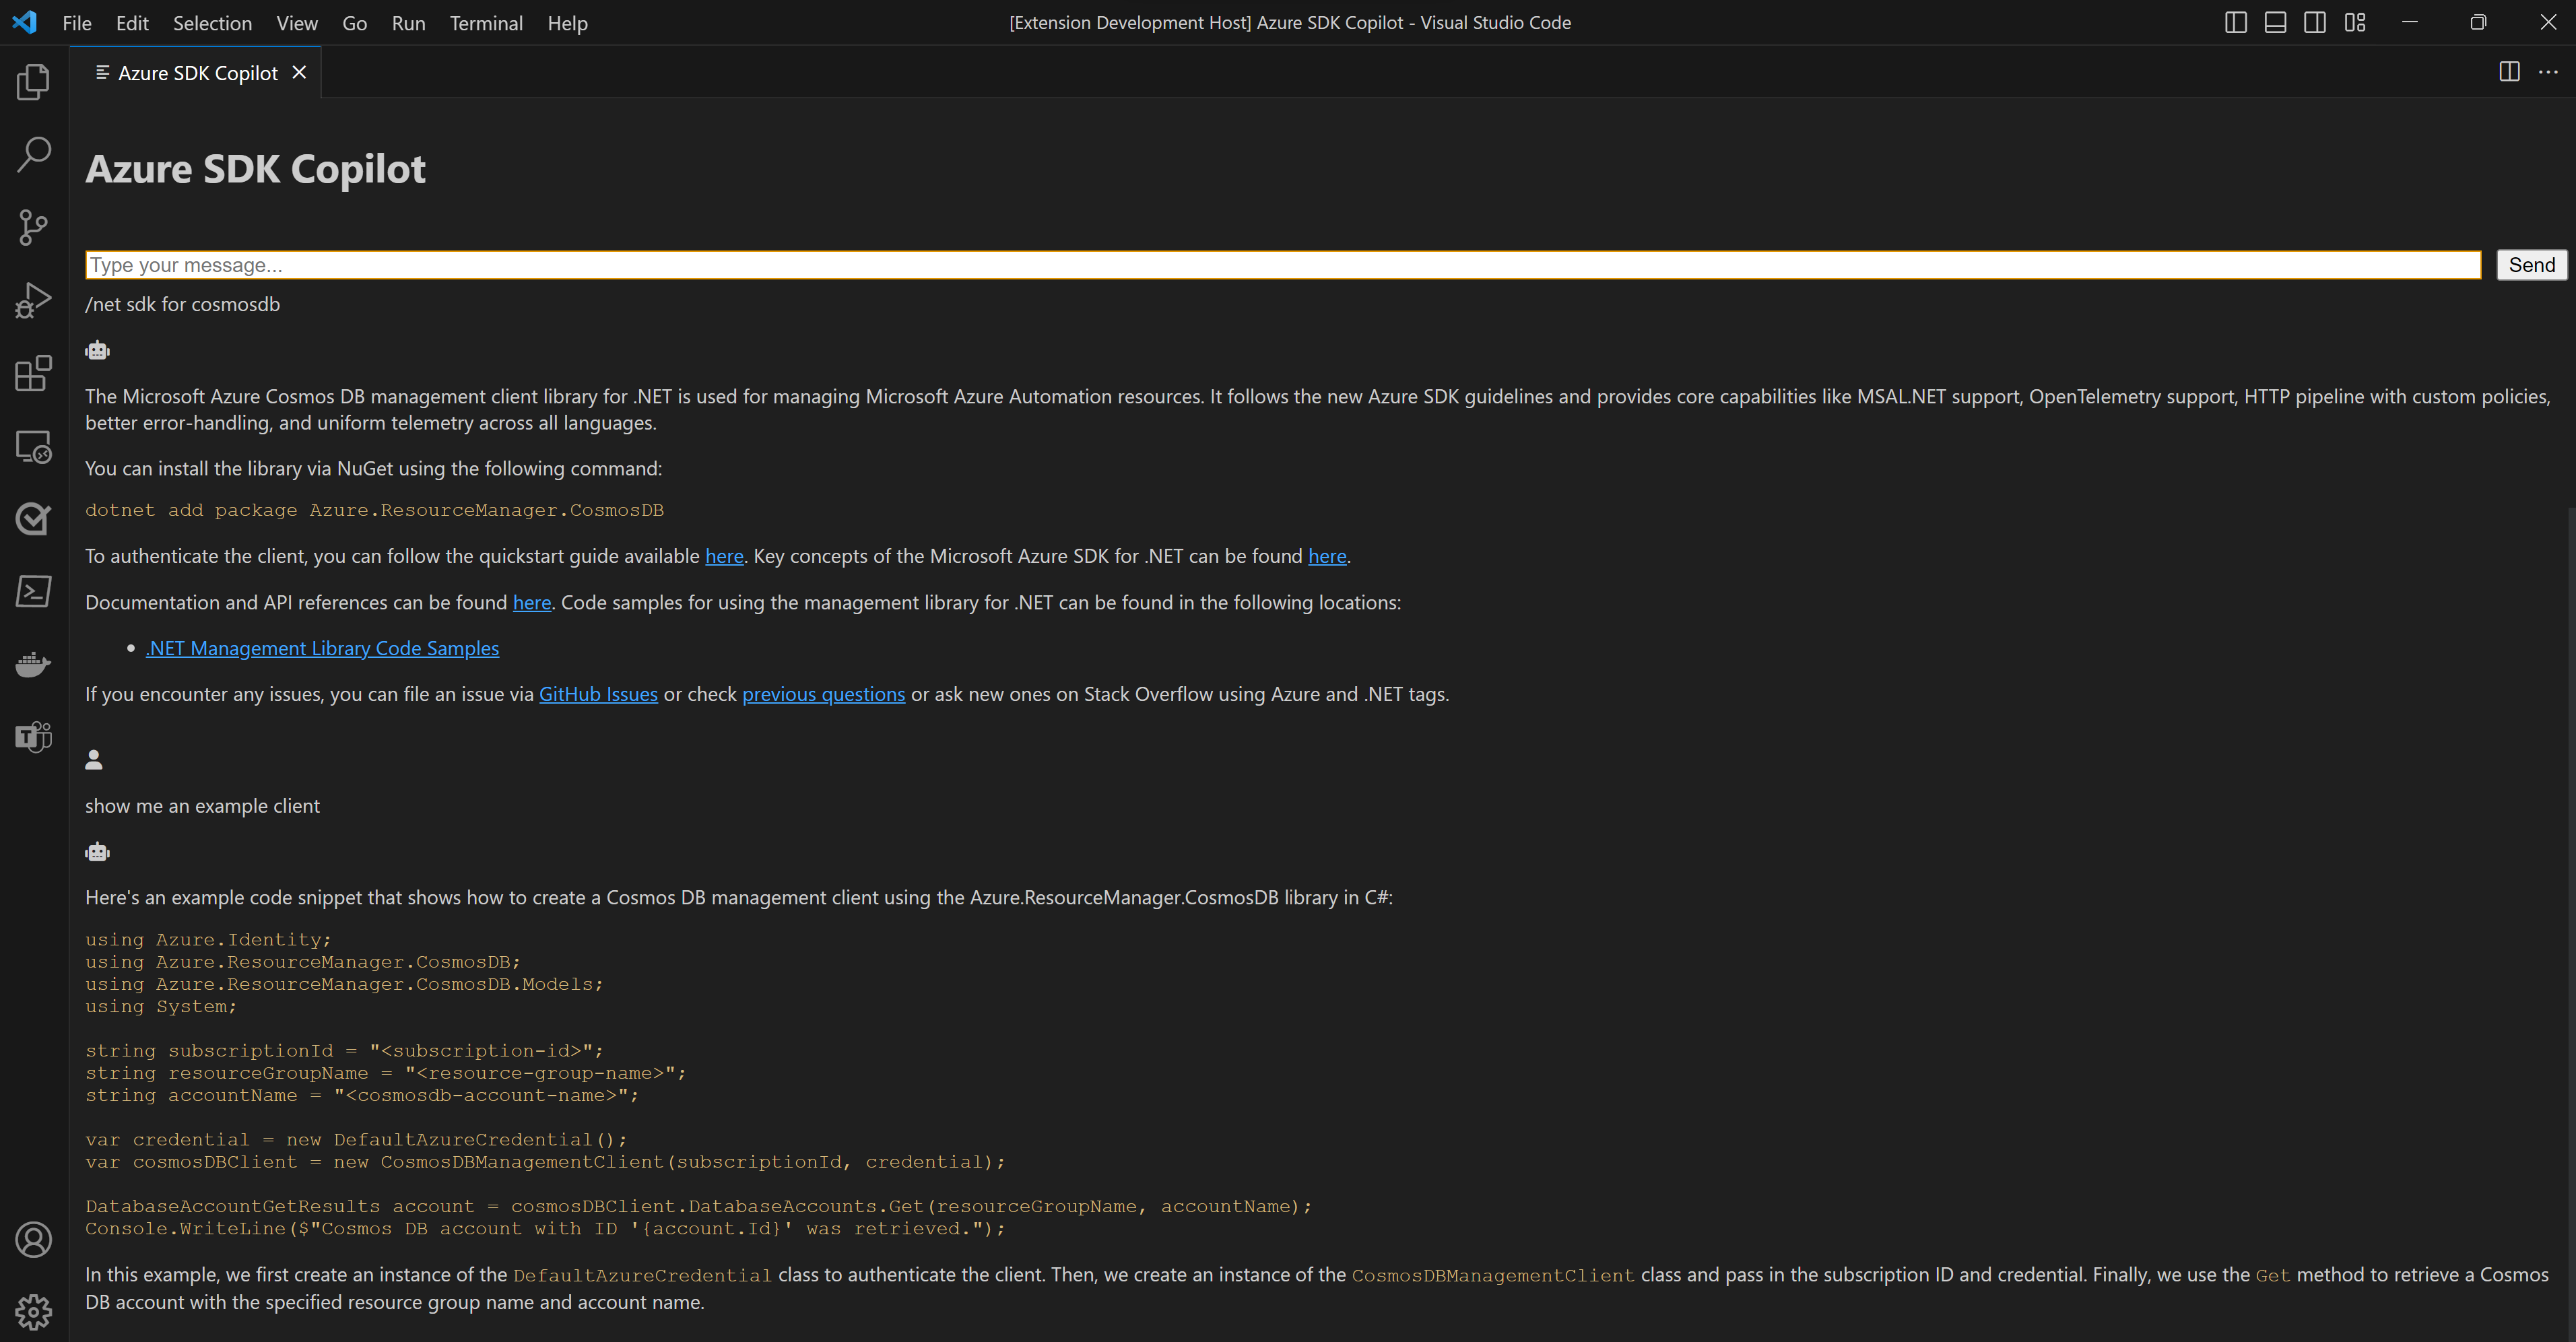 File Edit Selection View Go Run Terminal Help
[Extension Development Host] Azure SDK Copilot - Visual Studio Code
Azure SDK Copilot
Azure SDK Copilot
Type your message...
Send
/net sdk for cosmosdb
The Microsoft Azure Cosmos DB management client library for .NET is used for managing Microsoft Azure Automation resources. It follows the new Azure SDK guidelines and provides core capabilities like MSAL.NET support, OpenTelemetry support, HTTP pipeline with custom policies,
better error-handling, and uniform telemetry across all languages.
You can install the library via NuGet using the following command:
dotnet add package Azure.ResourceManager.CosmosDB
To authenticate the client, you can follow the quickstart guide available here. Key concepts of the Microsoft Azure SDK for .NET can be found here.
Documentation and API references can be found here. Code samples for using the management library for .NET can be found in the following locations:
• .NET Management Library Code Samples
If you encounter any issues, you can file an issue via GitHub Issues or check previous questions or ask new ones on Stack Overflow using Azure and .NET tags.
show me an example client
Here's an example code snippet that shows how to create a Cosmos DB management client using the Azure.ResourceManager.CosmosDB library in C#:
using Azure.Identity;
using Azure.ResourceManager.CosmosDB;
using Azure.ResourceManager.CosmosDB.Models;
using System;
string subscriptionId = "<subscription-id>";
string resourceGroupName = "<resource-group-name>";
string accountName = "<cosmosdb-account-name>";
var credential = new DefaultAzureCredential();
var cosmosDBClient = new CosmosDBManagementClient(subscriptionId, credential);
DatabaseAccountGetResults account = cosmosDBClient.DatabaseAccounts.Get(resourceGroupName, accountName);
Console.WriteLine($"Cosmos DB account with ID '{account.Id}' was retrieved.");
In this example, we first create an instance of the DefaultAzureCredential class to authenticate the client. Then, we create an instance of the CosmosDBManagementClient class and pass in the subscription ID and credential. Finally, we use the Get method to retrieve a Cosmos
DB account with the specified resource group name and account name.